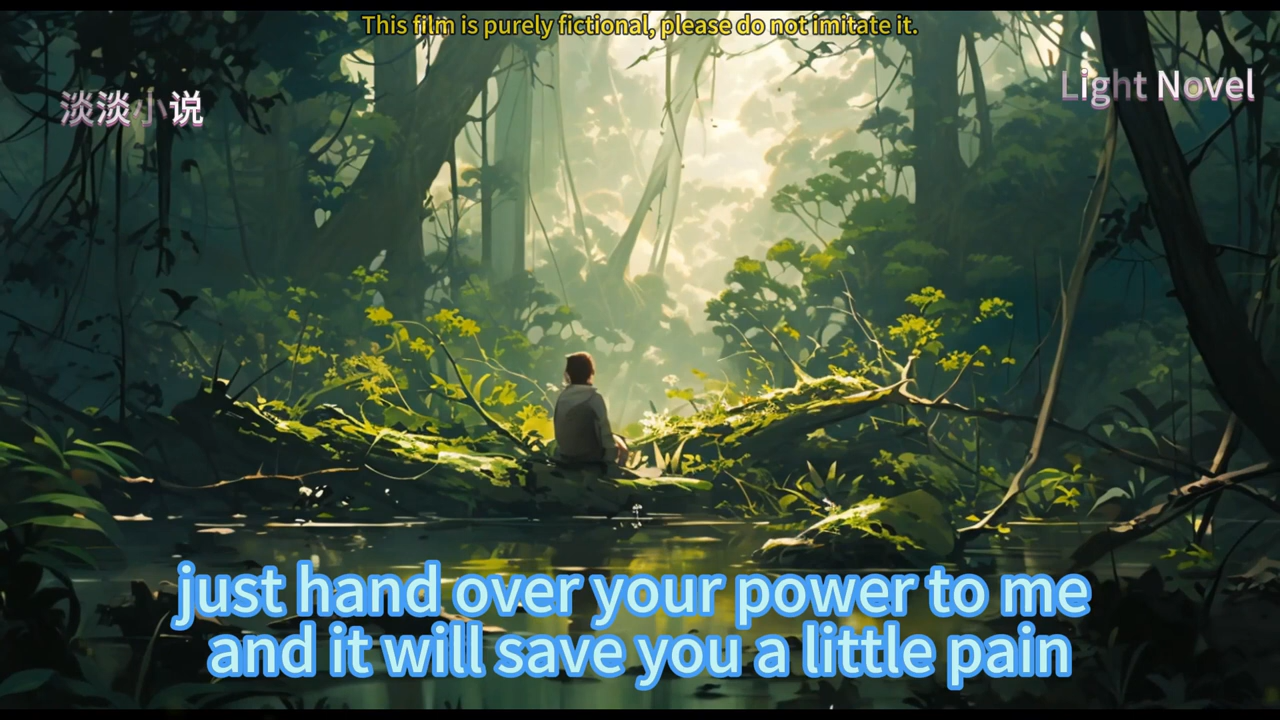 This film is purely fictional, please do not imitate it.
Light Novel
淡淡小说
just hand over your power to me
and it will save you a little pain